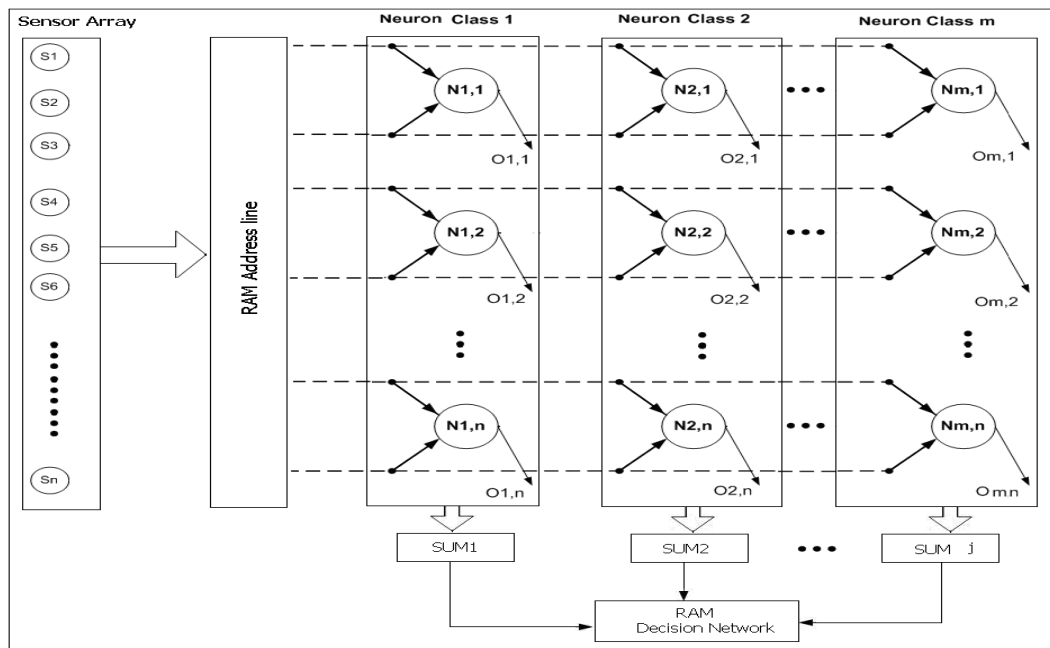 Sensor Array
Neuron Class 1
Neuron Class 2
Neuron Class m
S1
S2
S3
S4
S5
S6
Sn
RAM Address line
N1,1
N2,1
Nm,1
O1,1
O2,1
Om,1
N1,2
N2,2
Nm,2
O1,2
O2,2
Om,2
N1,n
N2,n
Nm,n
O1,n
O2,n
Omn
SUM1
SUM2
SUM j
RAM
Decision Network